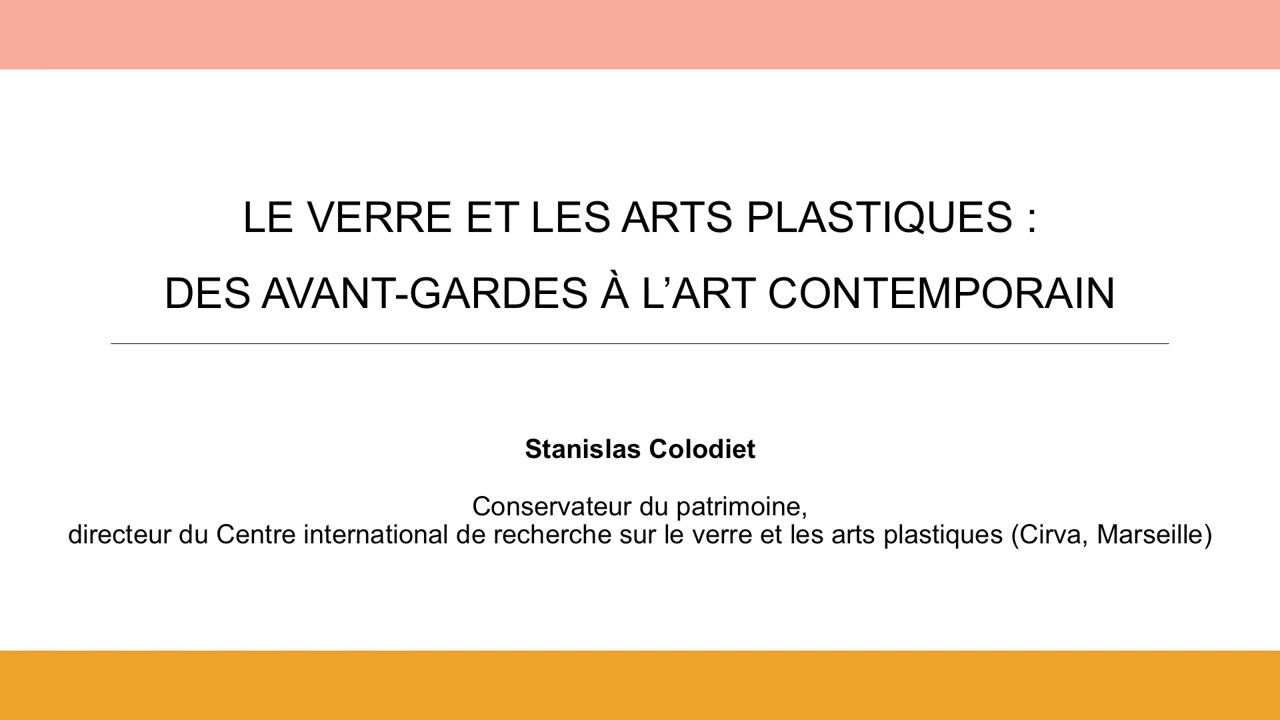 LE VERRE ET LES ARTS PLASTIQUES :
DES AVANT-GARDES À L’ART CONTEMPORAIN
Stanislas Colodiet
Conservateur du patrimoine,
directeur du Centre international de recherche sur le verre et les arts plastiques (Cirva, Marseille)